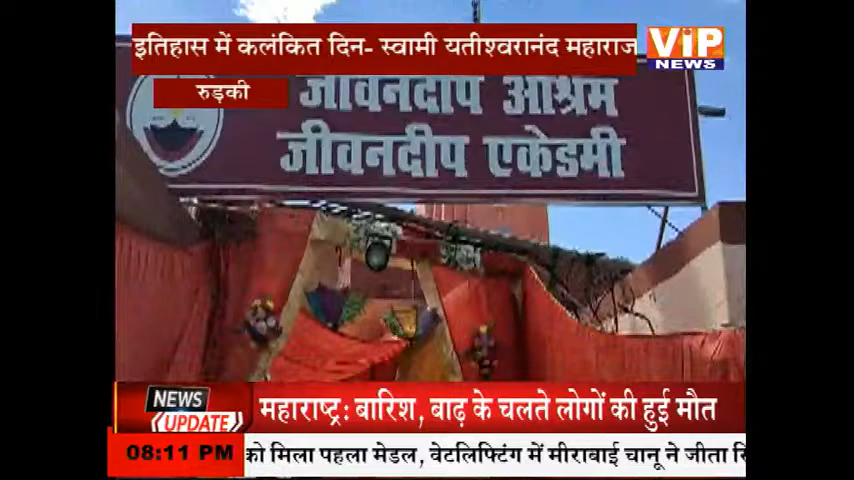 इतिहास में कलंकित दिन- स्वामी यतीश्वरानंद महाराज
VIP
NEWS
रुड़की
जीवनदीप आश्रम
जीवनदीप एकेडमी
NEWS
UPDATE
महाराष्ट्र: बारिश, बाढ़ के चलते लोगों की हुई मौत
08:11 PM
को मिला पहला मेडल, वेटलिफ्टिंग में मीराबाई चानू ने जीता